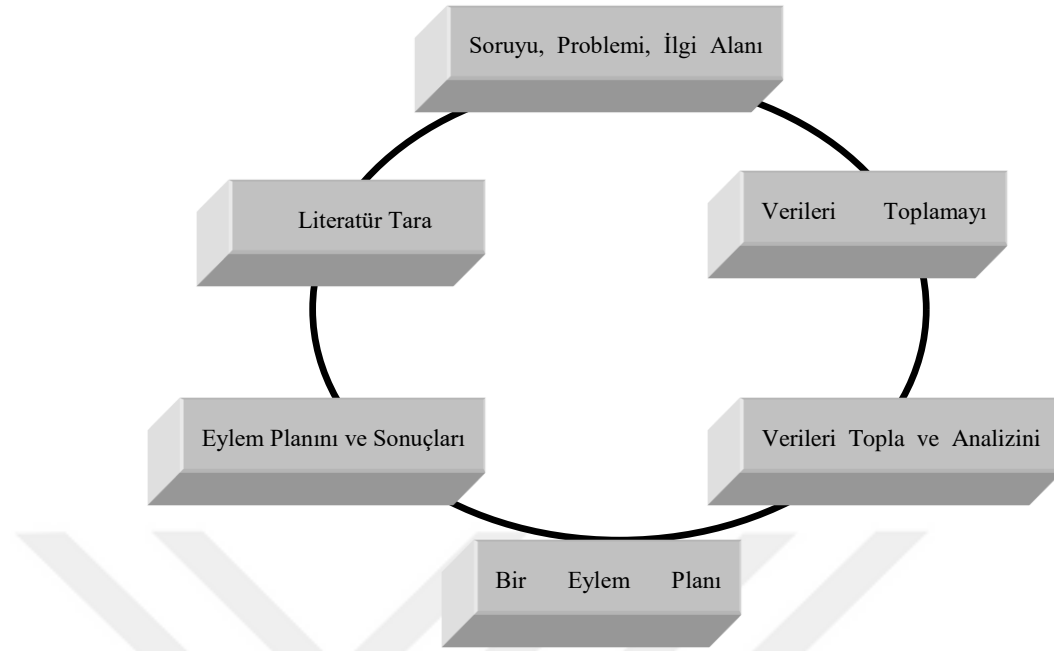 Soruyu, Problemi, İlgi Alanı
Literatür Tara
Verileri Toplamayı
Eylem Planını ve Sonuçları
Verileri Topla ve Analizini
Bir Eylem Planı